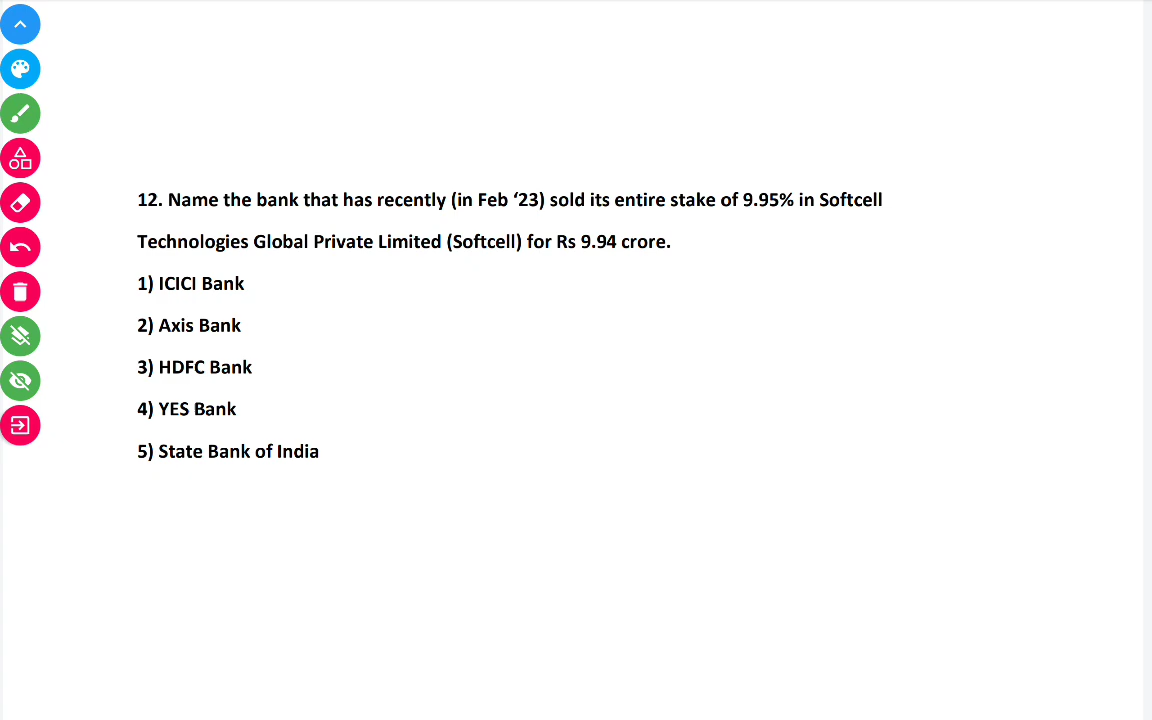 12. Name the bank that has recently (in Feb ‘23) sold its entire stake of 9.95% in Softcell
Technologies Global Private Limited (Softcell) for Rs 9.94 crore.
1) ICICI Bank
2) Axis Bank
3) HDFC Bank
4) YES Bank
5) State Bank of India